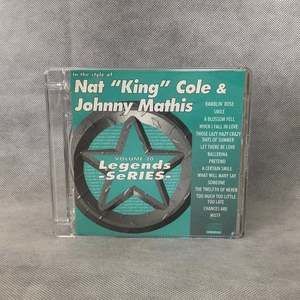 In the style of
Nat "King" Cole &
Johnny Mathis
VOLUME 30
Legends
-SeRIES-
RAMBLIN' ROSE
SMILE
A BLOSSOM FELL
WHEN I FALL IN LOVE
THOSE LAZY HAZY CRAZY
DAYS OF SUMMER
LET THERE BE LOVE
BALLERINA
PRETEND
A CERTAIN SMILE
WHAT WILL MARY SAY
SOMEONE
THE TWELFTH OF NEVER
TOO MUCH TOO LITTLE
TOO LATE
CHANCES ARE
MISTY